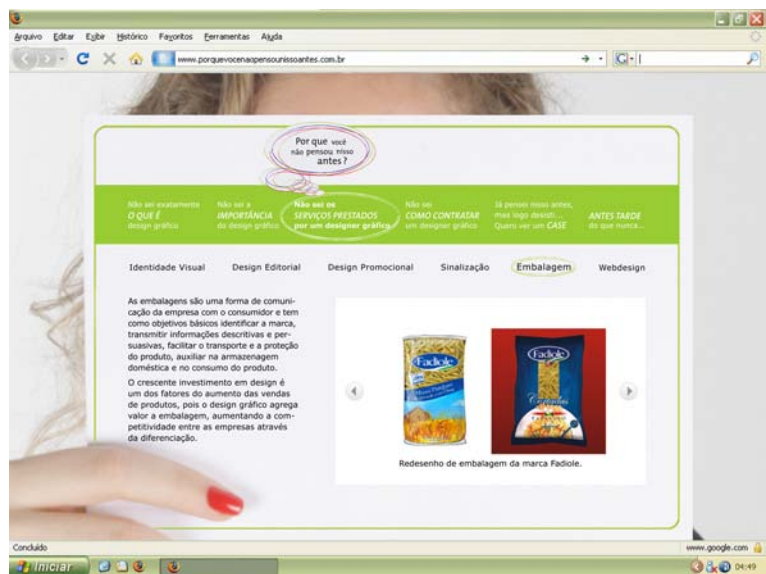 Arquivo Editar Exibir Histórico Favoritos Ferramentas Ajuda
www.porquevocenaopensounissoantes.com.br
G
Por que você
não pensou nisso
antes?
Não sei exatamente
O QUE É
design gráfico
Não sei a
IMPORTÂNCIA
do design gráfico
Não sei os
SERVIÇOS PRESTADOS
por um designer gráfico
Não sei
COMO CONTRATAR
um designer gráfico
Já pensei nisso antes,
mas logo desisti...
Quero ver um CASE
ANTES TARDE
do que nunca...
Identidade Visual Design Editorial Design Promocional Sinalização Embalagem Webdesign
As embalagens são uma forma de comuni-
cação da empresa com o consumidor e tem
como objetivos básicos identificar a marca,
transmitir informações descritivas e per-
suasivas, facilitar o transporte e a proteção
do produto, auxiliar na armazenagem
doméstica e no consumo do produto.
O crescente investimento em design é
um dos fatores do aumento das vendas
de produtos, pois o design gráfico agrega
valor a embalagem, aumentando a com-
petitividade entre as empresas através
da diferenciação.
Fadiole
Fadiole
Redesenho de embalagem da marca Fadiole.
Concluído www.google.com
Iniciar 04:49